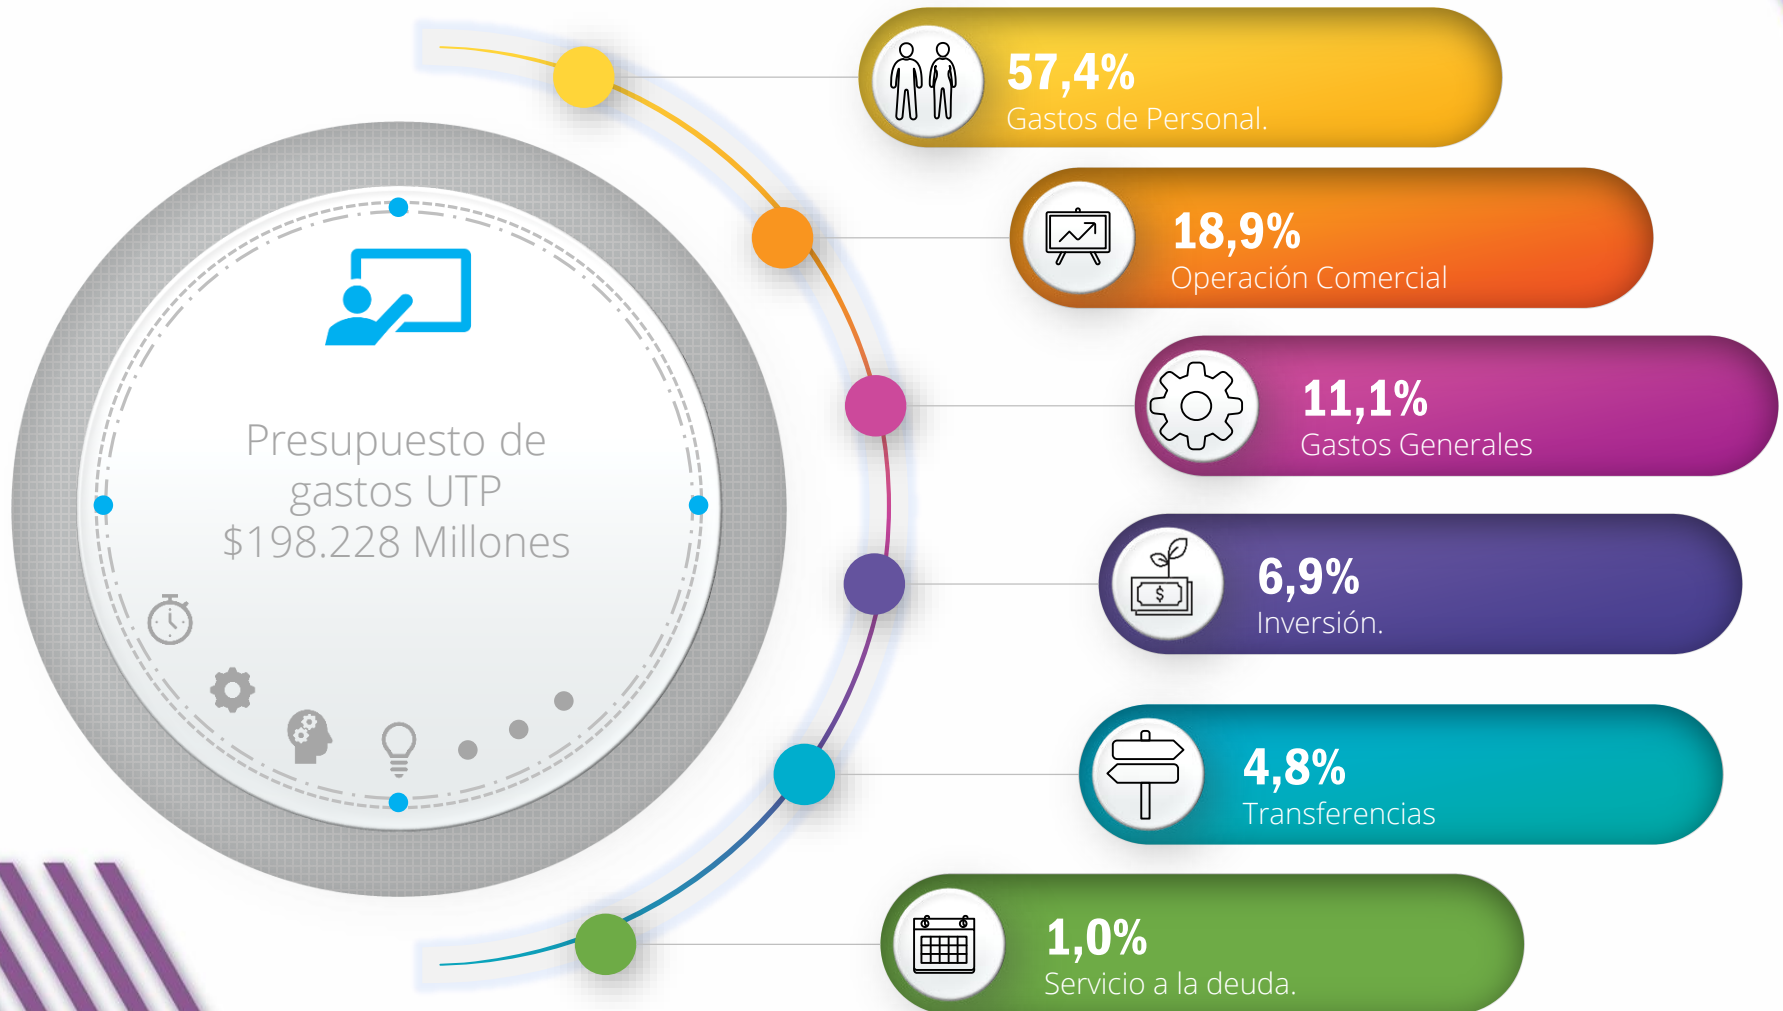 Presupuesto de
gastos UTP
$198.228 Millones
57,4%
Gastos de Personal.
18,9%
Operación Comercial
11,1%
Gastos Generales
6,9%
Inversión.
4,8%
Transferencias
1,0%
Servicio a la deuda.